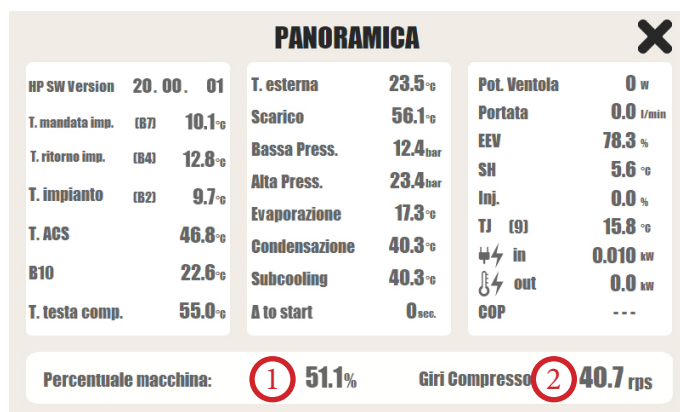 PANORAMICA
HP SW Version 20. 00. 01
T. mandata imp. (B7) 10.1°C
T. ritorno imp. (B4) 12.8°C
T. impianto (B2) 9.7°C
T. ACS 46.8°C
B10 22.6°C
T. testa comp. 55.0°C
T. esterna 23.5°C
Scarico 56.1°C
Bassa Press. 12.4bar
Alta Press. 23.4bar
Evaporazione 17.3°C
Condensazione 40.3°C
Subcooling 40.3°C
Δ to start 0sec.
Pot. Ventola 0 W
Portata 0.0 l/min
EEV 78.3 %
SH 5.6 °C
Inj. 0.0 %
TJ (9) 15.8 °C
in 0.010 kW
out 0.0 kW
COP ---
Percentuale macchina: 1 51.1% Giri Compresso 2 40.7 rps